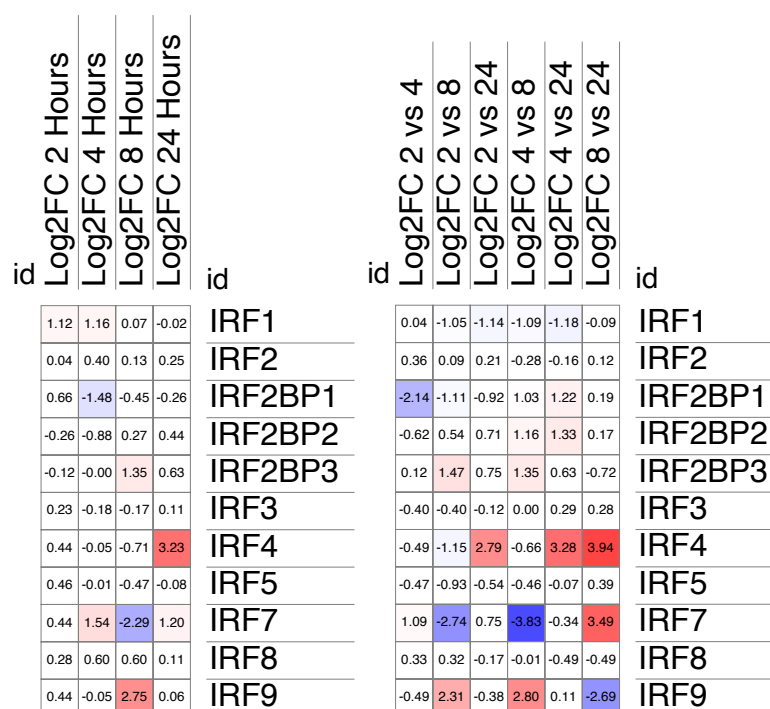 id Log2FC 2 Hours Log2FC 4 Hours Log2FC 8 Hours Log2FC 24 Hours id
1.12 1.16 0.07 -0.02 IRF1
0.04 0.40 0.13 0.25 IRF2
0.66 -1.48 -0.45 -0.26 IRF2BP1
-0.26 -0.88 0.27 0.44 IRF2BP2
-0.12 -0.00 1.35 0.63 IRF2BP3
0.23 -0.18 -0.17 0.11 IRF3
0.44 -0.05 -0.71 3.23 IRF4
0.46 -0.01 -0.47 -0.08 IRF5
0.44 1.54 -2.29 1.20 IRF7
0.28 0.60 0.60 0.11 IRF8
0.44 -0.05 2.75 0.06 IRF9
id Log2FC 2 vs 4 Log2FC 2 vs 8 Log2FC 2 vs 24 Log2FC 4 vs 8 Log2FC 4 vs 24 Log2FC 8 vs 24 id
0.04 -1.05 -1.14 -1.09 -1.18 -0.09 IRF1
0.36 0.09 0.21 -0.28 -0.16 0.12 IRF2
-2.14 -1.11 -0.92 1.03 1.22 0.19 IRF2BP1
-0.62 0.54 0.71 1.16 1.33 0.17 IRF2BP2
0.12 1.47 0.75 1.35 0.63 -0.72 IRF2BP3
-0.40 -0.40 -0.12 0.00 0.29 0.28 IRF3
-0.49 -1.15 2.79 -0.66 3.28 3.94 IRF4
-0.47 -0.93 -0.54 -0.46 -0.07 0.39 IRF5
1.09 -2.74 0.75 -3.83 -0.34 3.49 IRF7
0.33 0.32 -0.17 -0.01 -0.49 -0.49 IRF8
-0.49 2.31 -0.38 2.80 0.11 -2.69 IRF9